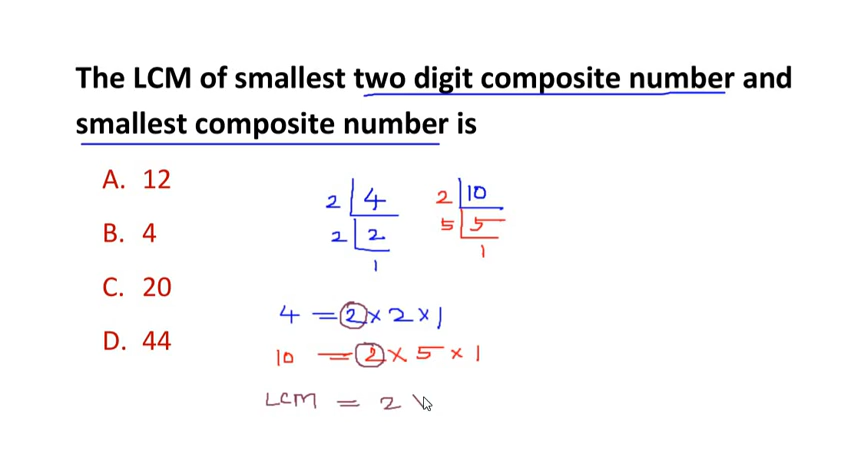 The LCM of smallest two digit composite number and
smallest composite number is
A. 12
B. 4
C. 20
D. 44
2 4
2 2
1
2 10
5 5
1
4 = 2 × 2 × 1
10 = 2 × 5 × 1
LCM = 2